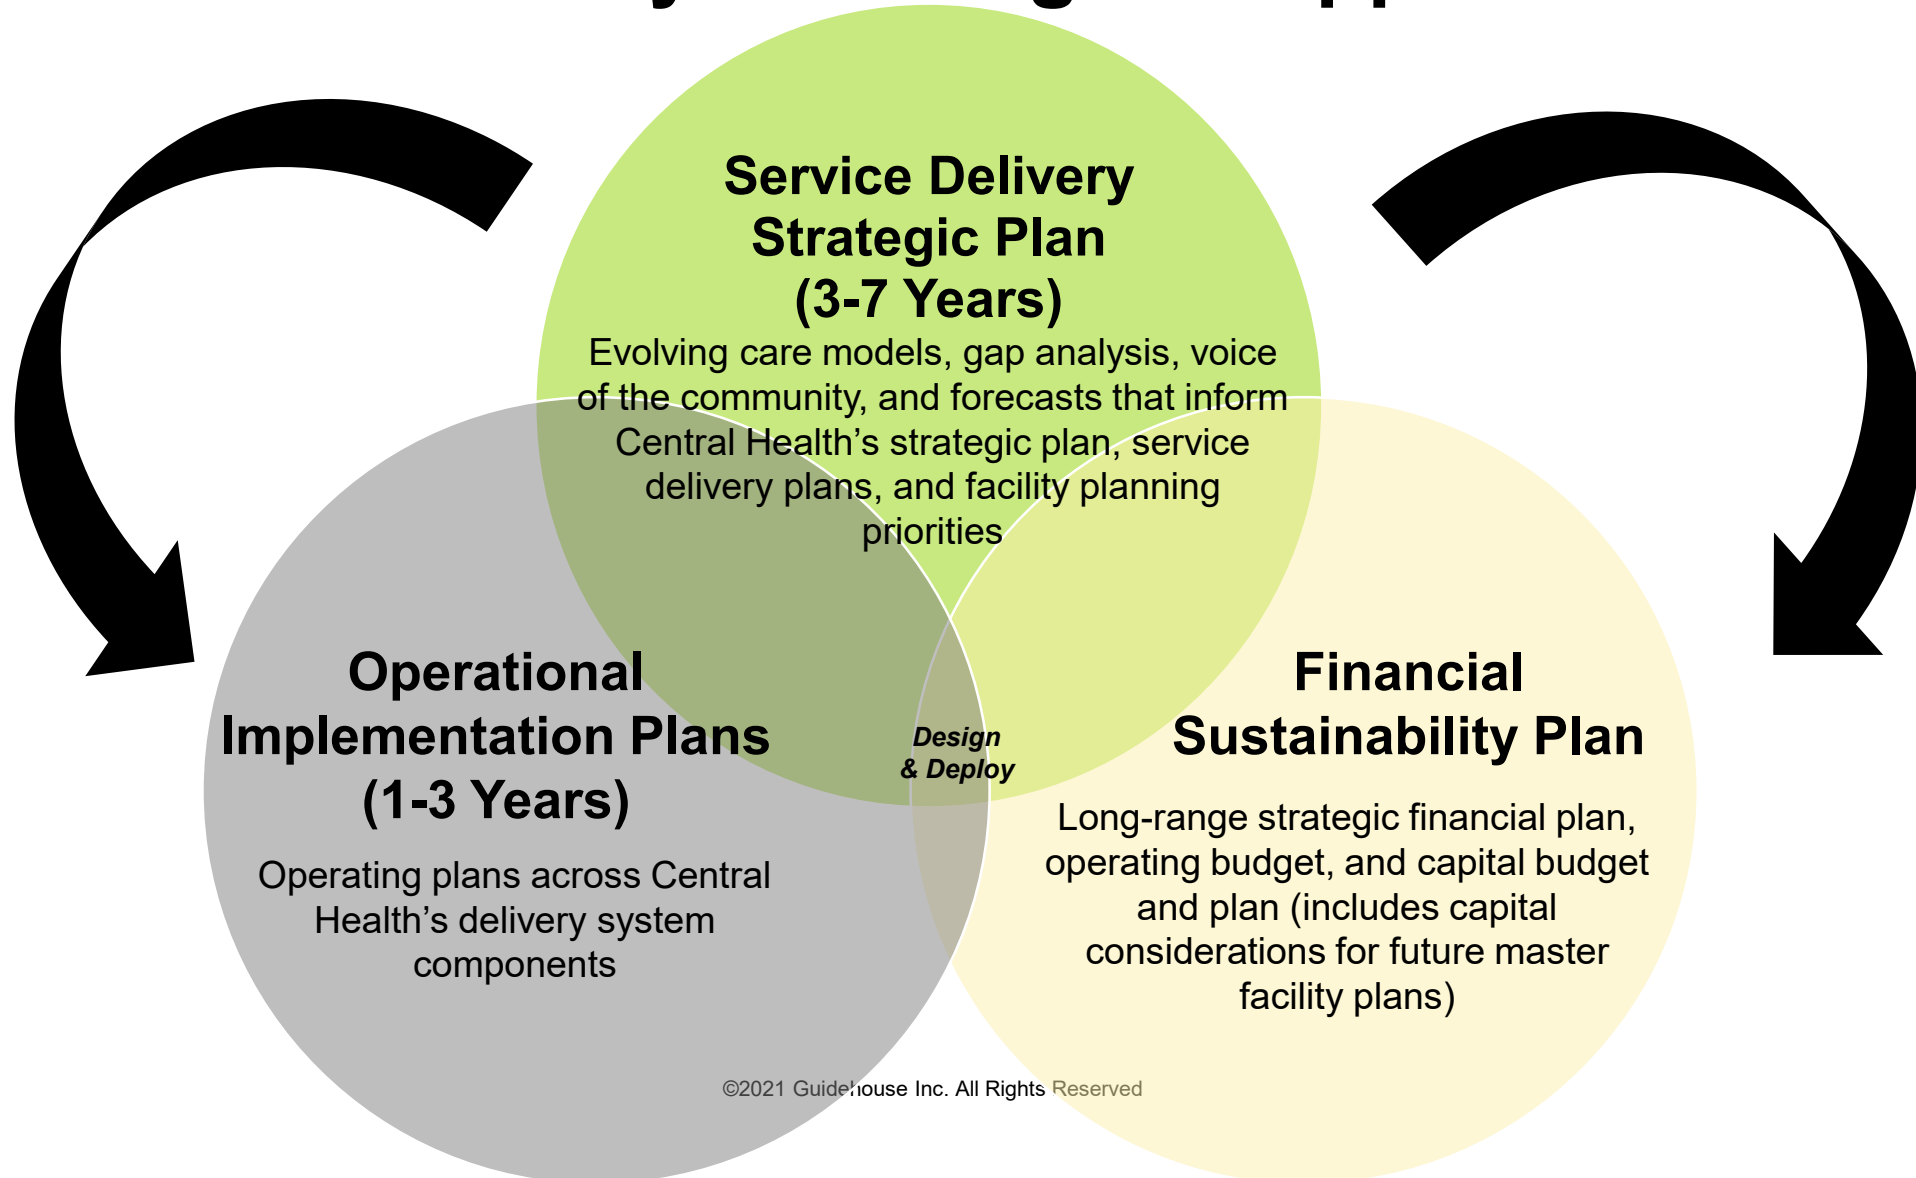 Service Delivery
Strategic Plan
(3-7 Years)
Evolving care models, gap analysis, voice
of the community, and forecasts that inform
Central Health’s strategic plan, service
delivery plans, and facility planning
priorities
Operational
Implementation Plans
(1-3 Years)
Operating plans across Central
Health’s delivery system
components
Design
& Deploy
Financial
Sustainability Plan
Long-range strategic financial plan,
operating budget, and capital budget
and plan (includes capital
considerations for future master
facility plans)
©2021 Guidehouse Inc. All Rights Reserved